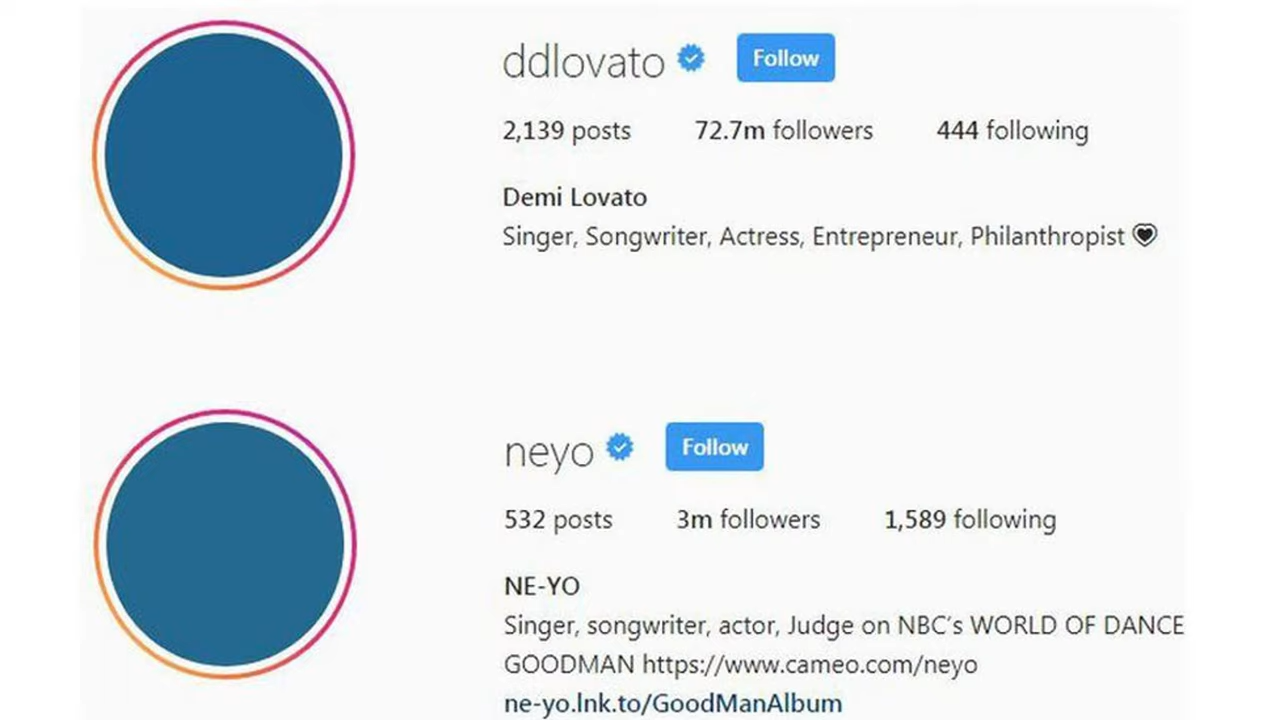 ddlovato Follow
2,139 posts 72.7m followers 444 following
Demi Lovato
Singer, Songwriter, Actress, Entrepreneur, Philanthropist
neyo Follow
532 posts 3m followers 1,589 following
NE-YO
Singer, songwriter, actor, Judge on NBC's WORLD OF DANCE
GOODMAN https://www.cameo.com/neyo
ne-yo.lnk.to/GoodManAlbum